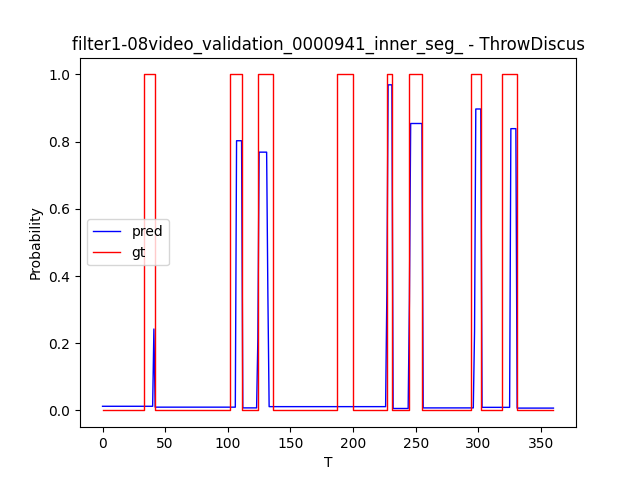 filter1-08video_validation_0000941_inner_seg_ - ThrowDiscus
1.0
0.8
0.6
0.4
0.2
0.0
Probability
pred
gt
0 50 100 150 200 250 300 350
T